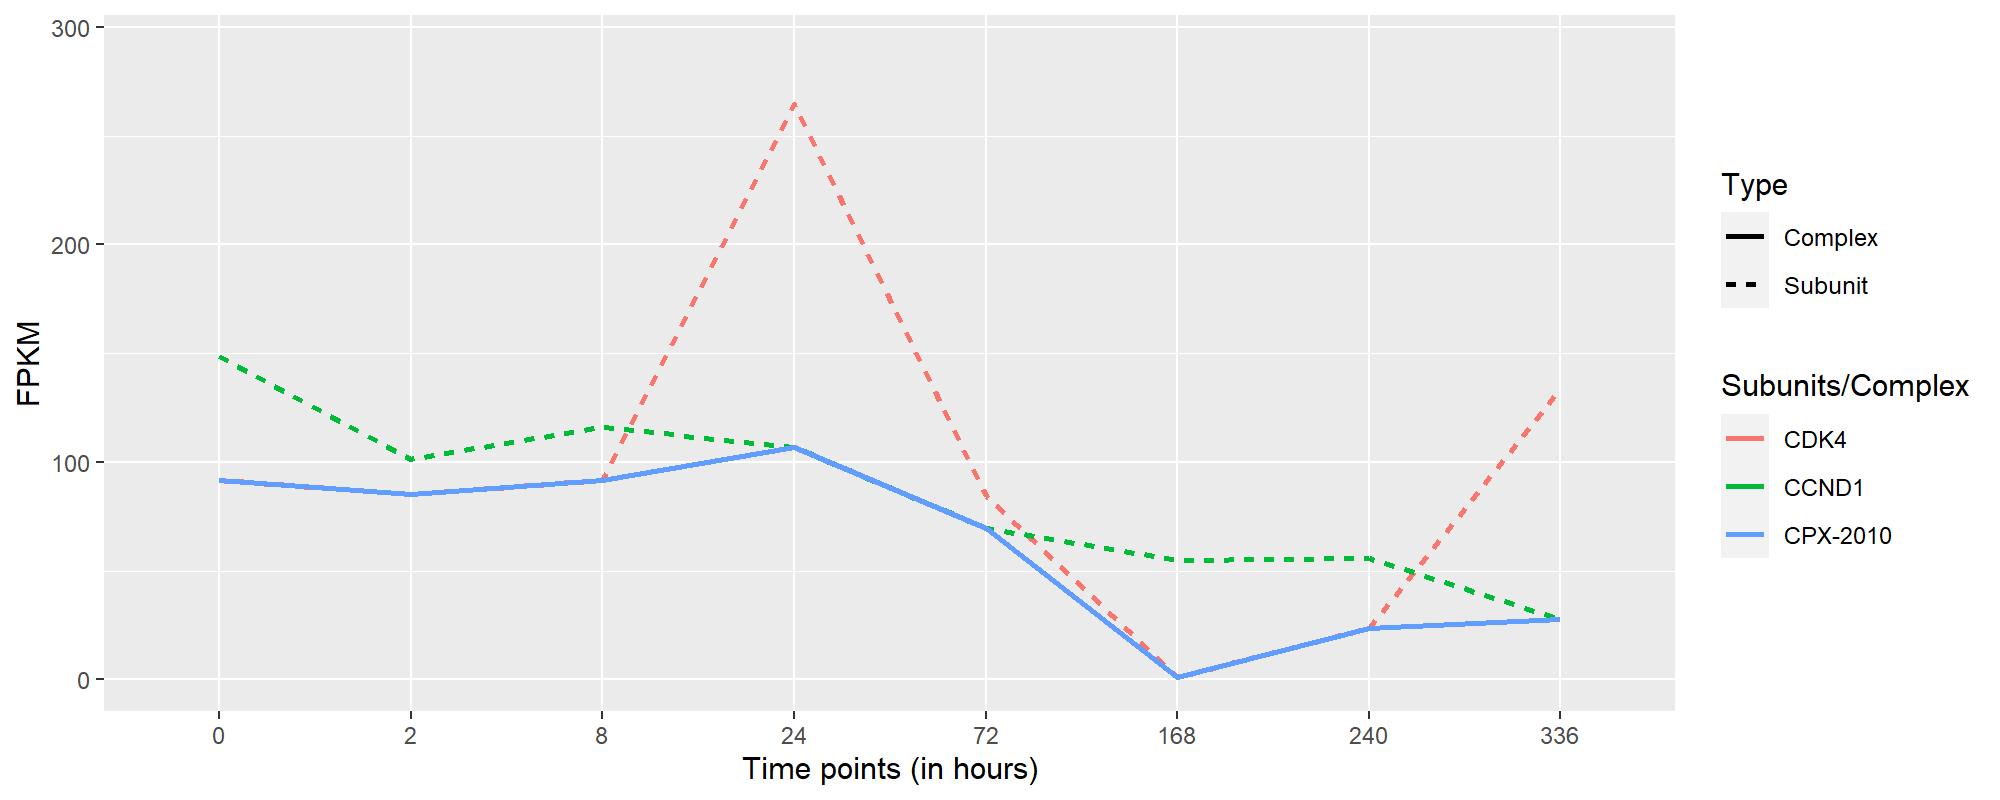 300
200
100
0
FPKM
0 2 8 24 72 168 240 336
Time points (in hours)
Type
Complex
Subunit
Subunits/Complex
CDK4
CCND1
CPX-2010